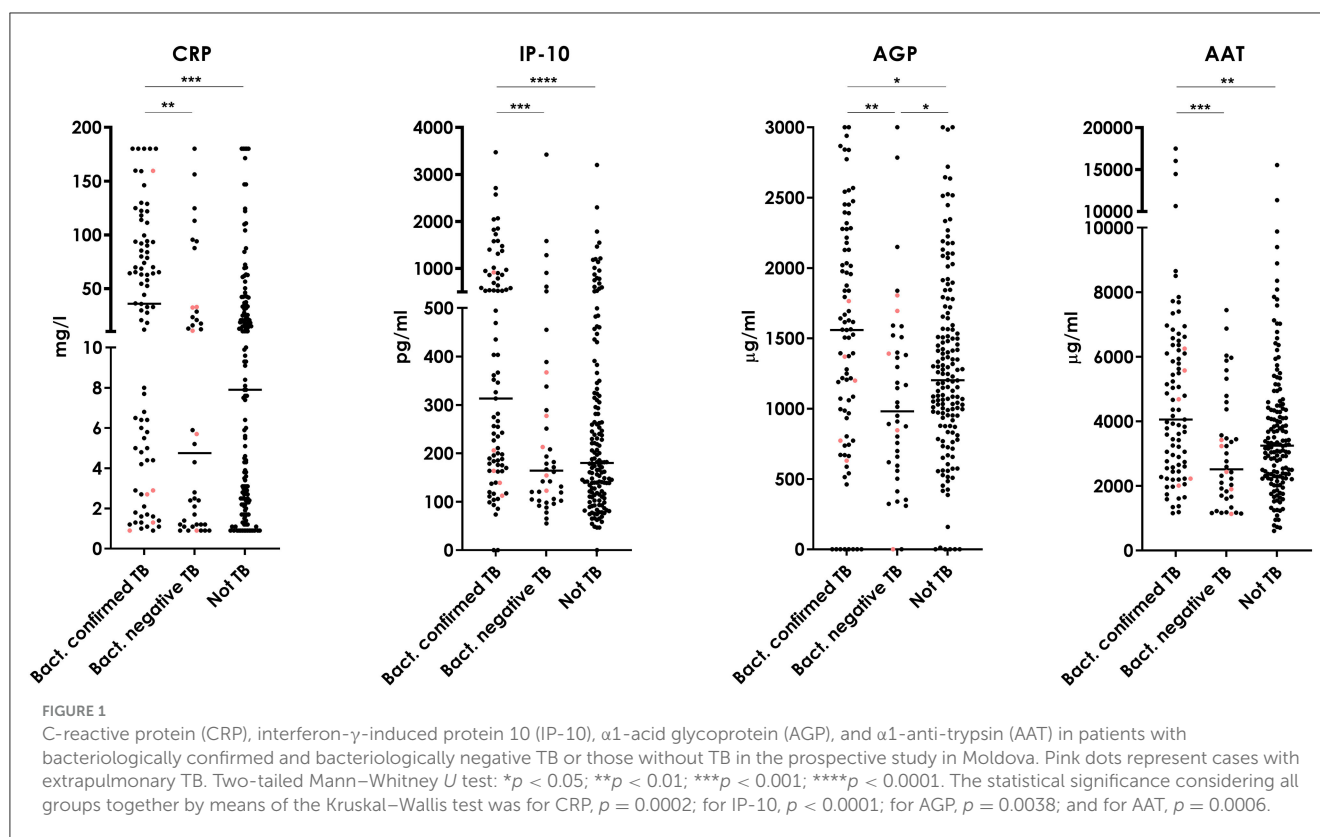 CRP
***
**
mg/l
200
150
100
50
10
8
6
4
2
0
Bact. confirmed TB
Bact. negative TB
Not TB
IP-10
****
***
pg/ml
4000
3000
2000
1000
500
400
300
200
100
0
Bact. confirmed TB
Bact. negative TB
Not TB
AGP
*
**
*
μg/ml
3000
2500
2000
1500
1000
500
0
Bact. confirmed TB
Bact. negative TB
Not TB
AAT
**
***
μg/ml
20000
15000
10000
10000
8000
6000
4000
2000
0
Bact. confirmed TB
Bact. negative TB
Not TB
FIGURE 1
C-reactive protein (CRP), interferon-γ-induced protein 10 (IP-10), α1-acid glycoprotein (AGP), and α1-anti-trypsin (AAT) in patients with
bacteriologically confirmed and bacteriologically negative TB or those without TB in the prospective study in Moldova. Pink dots represent cases with
extrapulmonary TB. Two-tailed Mann–Whitney U test: *p < 0.05; **p < 0.01; ***p < 0.001; ****p < 0.0001. The statistical significance considering all
groups together by means of the Kruskal–Wallis test was for CRP, p = 0.0002; for IP-10, p < 0.0001; for AGP, p = 0.0038; and for AAT, p = 0.0006.